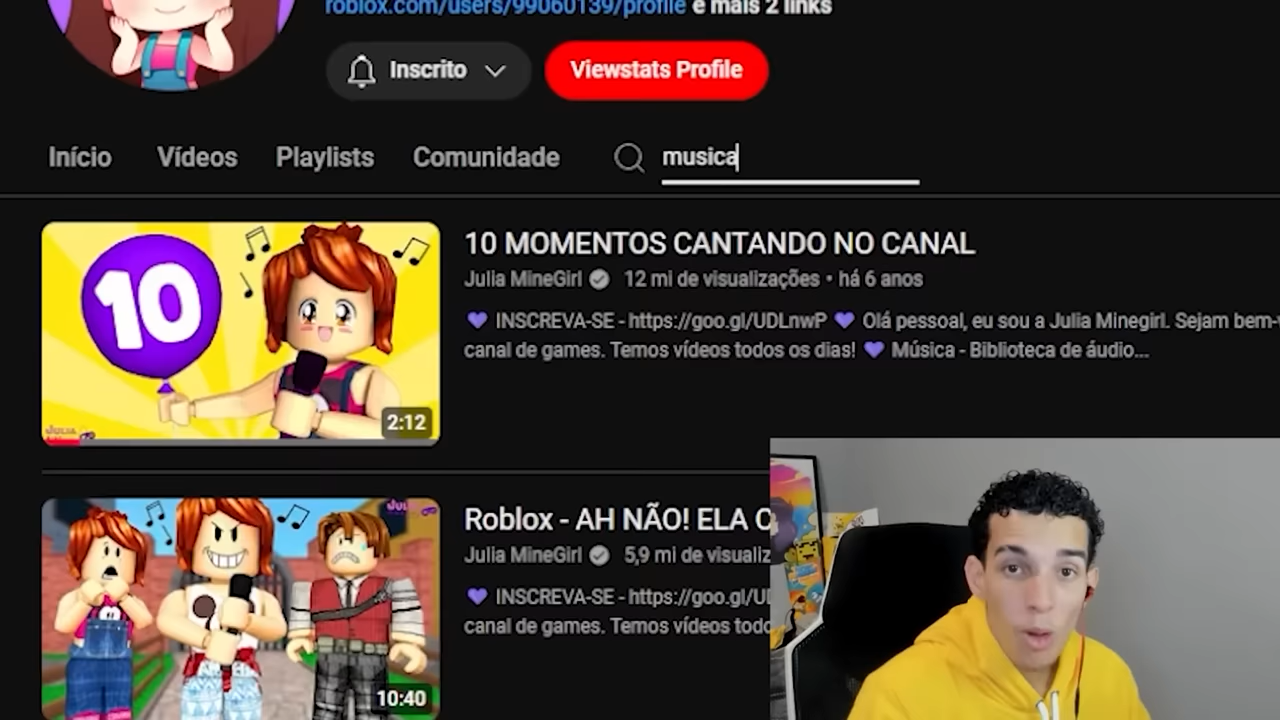 roblox.com/users/99060139/profile e mais 2 links
Inscrito
Viewstats Profile
Início Vídeos Playlists Comunidade musica
10
JULIA
2:12
10 MOMENTOS CANTANDO NO CANAL
Julia MineGirl 12 mi de visualizações • há 6 anos
💜 INSCREVA-SE - https://goo.gl/UDLnwP 💜 Olá pessoal, eu sou a Julia Minegirl. Sejam bem-
canal de games. Temos vídeos todos os dias! 💜 Música - Biblioteca de áudio...
10:40
Roblox - AH NÃO! ELA C
Julia MineGirl 5,9 mi de visualiz
💜 INSCREVA-SE - https://goo.gl/U
canal de games. Temos vídeos todo